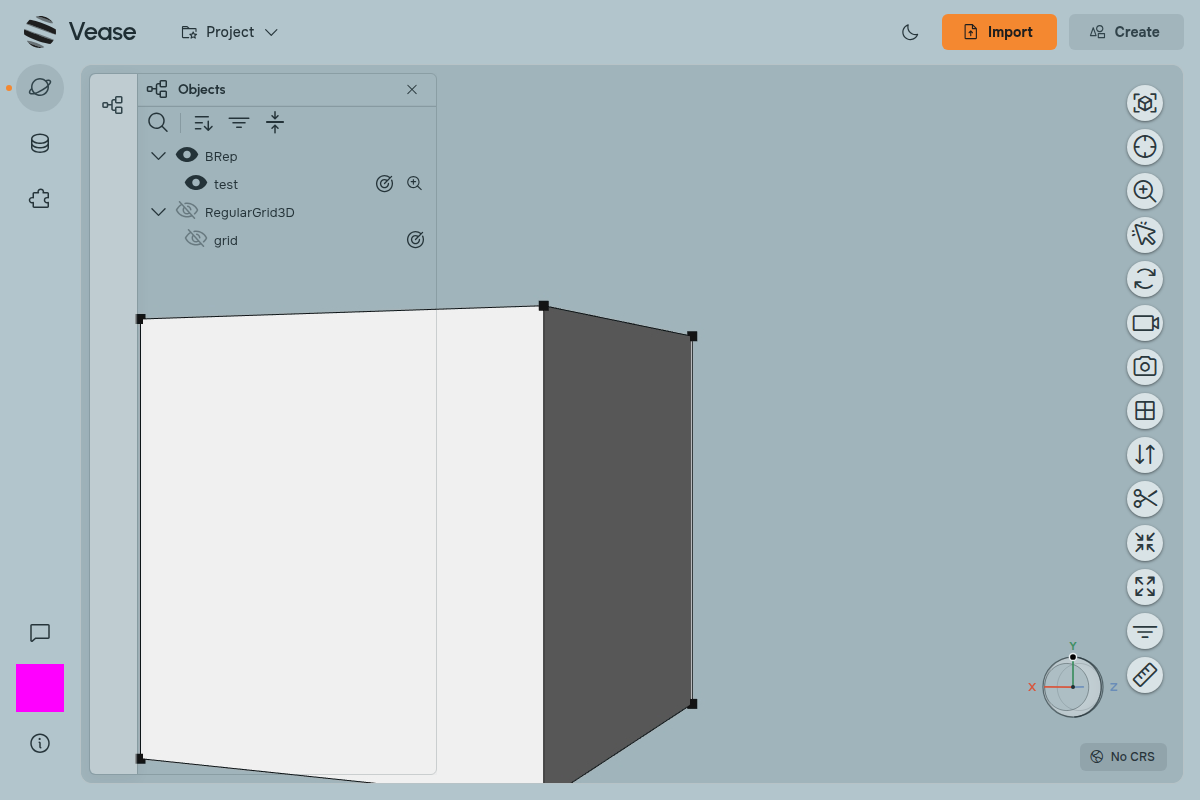 Vease
Project
Import
Create
Objects
BRep
test
RegularGrid3D
grid
Y
X
Z
No CRS